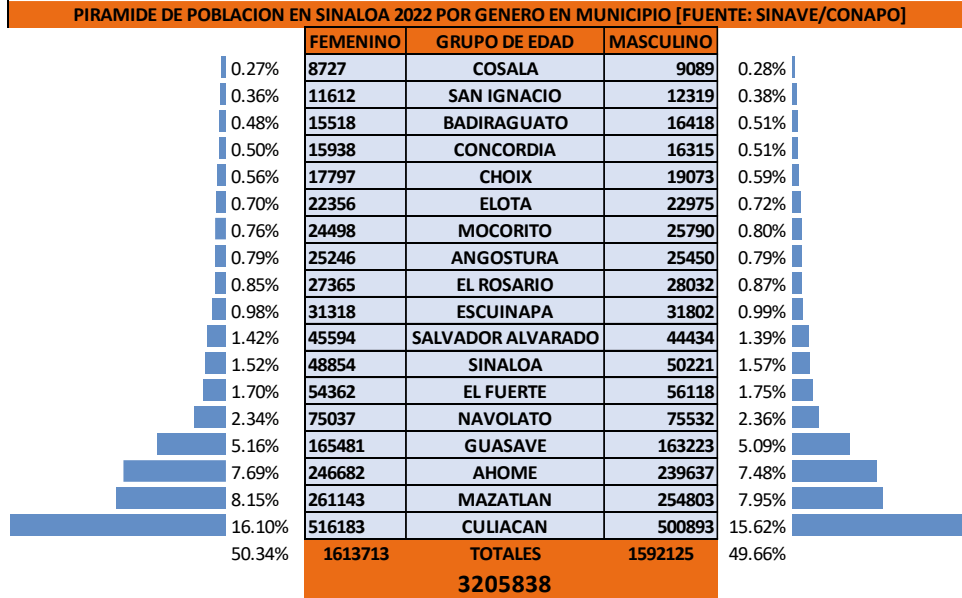 PIRAMIDE DE POBLACION EN SINALOA 2022 POR GENERO EN MUNICIPIO [FUENTE: SINAVE/CONAPO]
FEMENINO GRUPO DE EDAD MASCULINO
0.27% 8727 COSALA 9089 0.28%
0.36% 11612 SAN IGNACIO 12319 0.38%
0.48% 15518 BADIRAGUATO 16418 0.51%
0.50% 15938 CONCORDIA 16315 0.51%
0.56% 17797 CHOIX 19073 0.59%
0.70% 22356 ELOTA 22975 0.72%
0.76% 24498 MOCORITO 25790 0.80%
0.79% 25246 ANGOSTURA 25450 0.79%
0.85% 27365 EL ROSARIO 28032 0.87%
0.98% 31318 ESCUINAPA 31802 0.99%
1.42% 45594 SALVADOR ALVARADO 44434 1.39%
1.52% 48854 SINALOA 50221 1.57%
1.70% 54362 EL FUERTE 56118 1.75%
2.34% 75037 NAVOLATO 75532 2.36%
5.16% 165481 GUASAVE 163223 5.09%
7.69% 246682 AHOME 239637 7.48%
8.15% 261143 MAZATLAN 254803 7.95%
16.10% 516183 CULIACAN 500893 15.62%
50.34% 1613713 TOTALES 1592125 49.66%
3205838